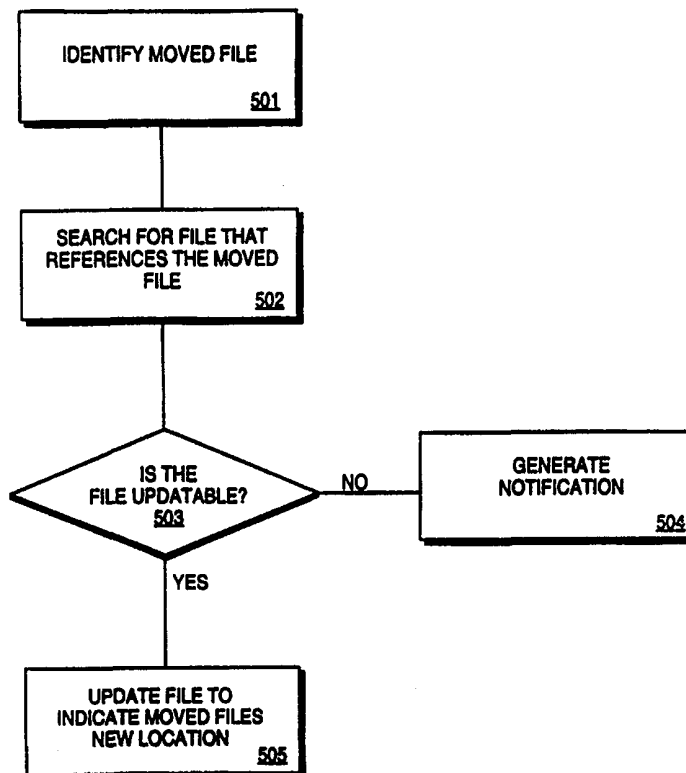 IDENTIFY MOVED FILE
501
SEARCH FOR FILE THAT
REFERENCES THE MOVED
FILE
502
IS THE
FILE UPDATABLE?
503
NO
GENERATE
NOTIFICATION
504
YES
UPDATE FILE TO
INDICATE MOVED FILES
NEW LOCATION
505